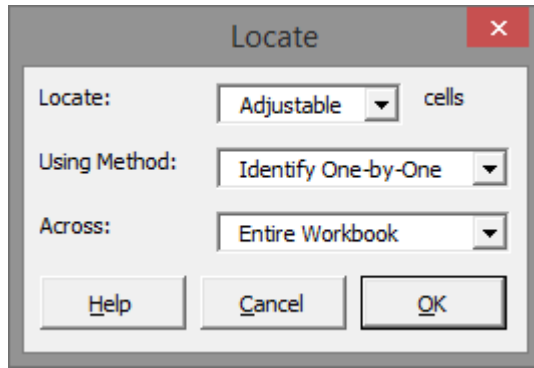 Locate
Locate: Adjustable cells
Using Method: Identify One-by-One
Across: Entire Workbook
Help Cancel OK